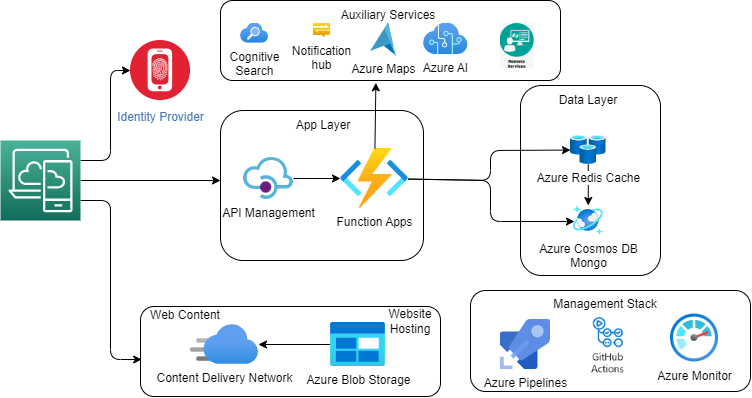 Auxiliary Services
Cognitive
Search
Notification
hub
Azure Maps
Azure AI
Remote
Services
Identity Provider
App Layer
API Management
Function Apps
Data Layer
Azure Redis Cache
Azure Cosmos DB
Mongo
Web Content
Website
Hosting
Content Delivery Network
Azure Blob Storage
Management Stack
Azure Pipelines
GitHub
Actions
Azure Monitor